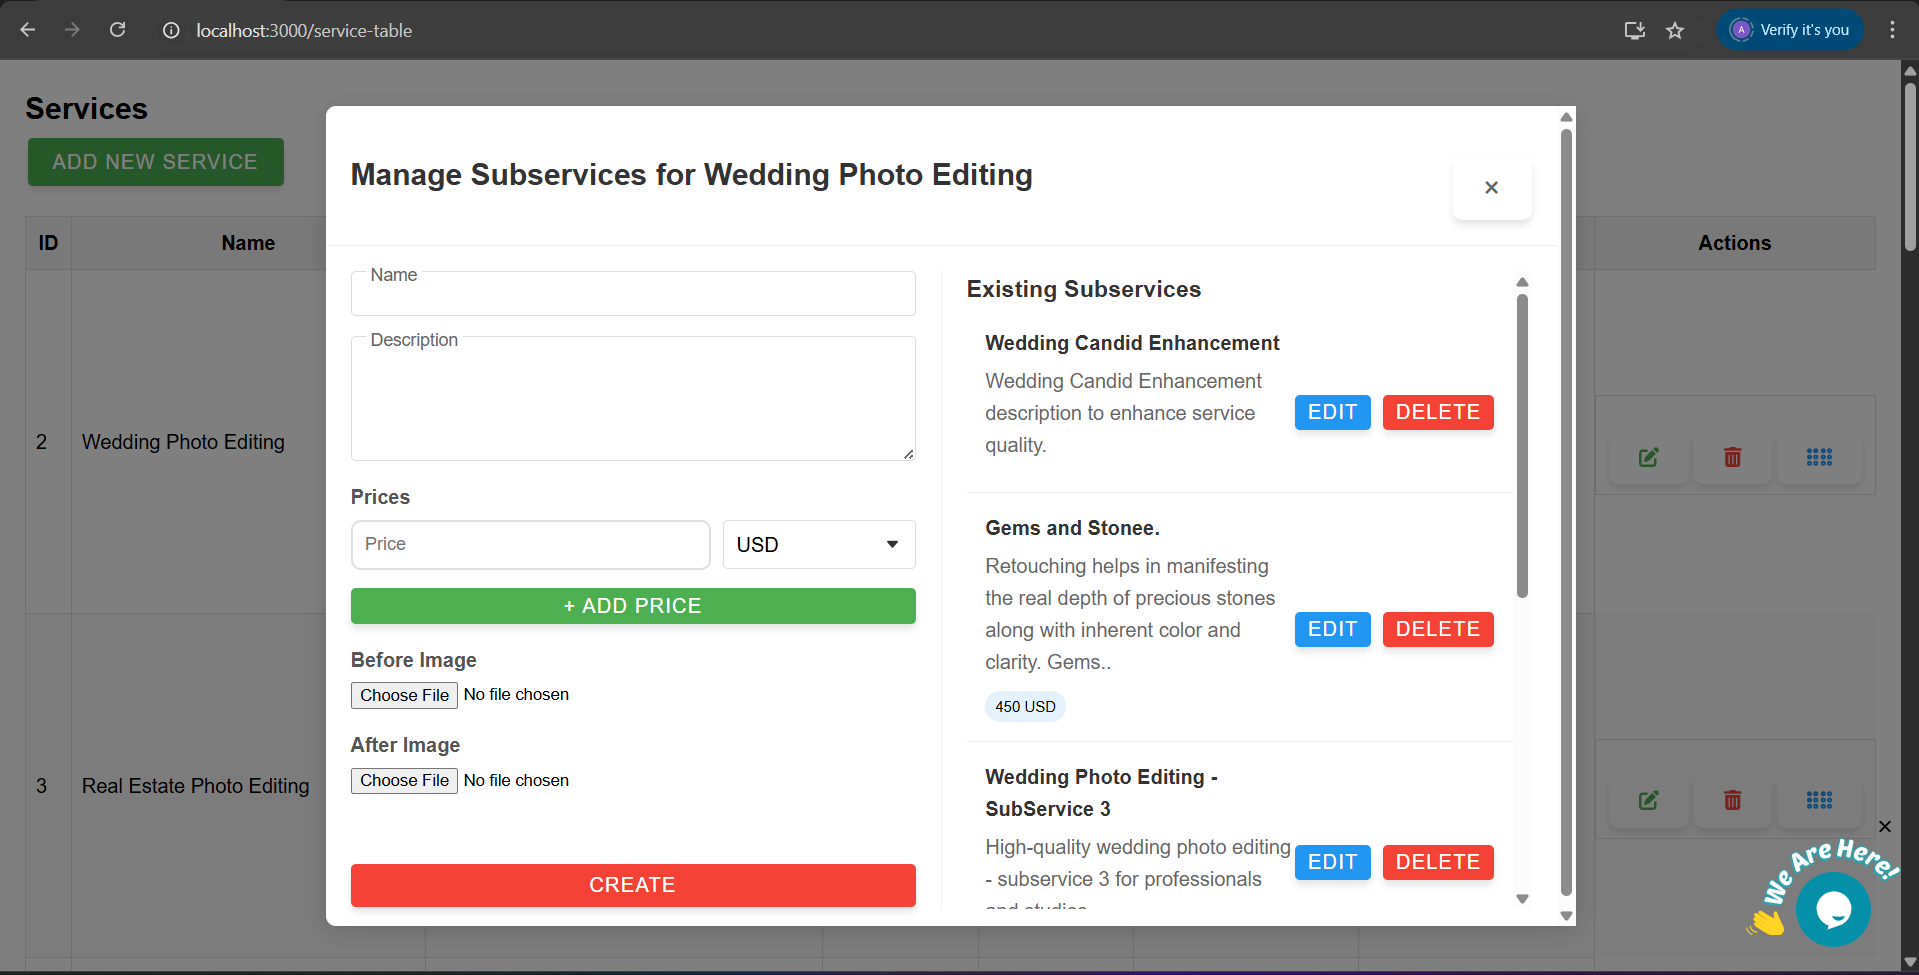 localhost:3000/service-table
A
Verify it's you
Services
ADD NEW SERVICE
ID
Name
Actions
2
Wedding Photo Editing
3
Real Estate Photo Editing
Manage Subservices for Wedding Photo Editing
×
Name
Description
Prices
Price
USD
+ ADD PRICE
Before Image
Choose File No file chosen
After Image
Choose File No file chosen
CREATE
Existing Subservices
Wedding Candid Enhancement
Wedding Candid Enhancement
description to enhance service
quality.
EDIT
DELETE
Gems and Stonee.
Retouching helps in manifesting
the real depth of precious stones
along with inherent color and
clarity. Gems..
450 USD
EDIT
DELETE
Wedding Photo Editing -
SubService 3
High-quality wedding photo editing
- subservice 3 for professionals
and studios
EDIT
DELETE
We Are Here!